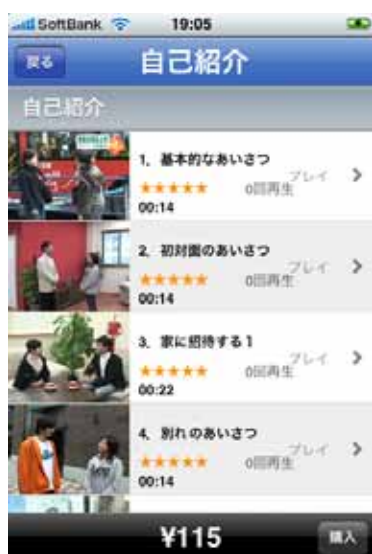 SoftBank 19:05
戻る 自己紹介
自己紹介
1. 基本的なあいさつ
プレイ
★★★★★ 0回再生
00:14
2. 初対面のあいさつ
プレイ
★★★★★ 0回再生
00:14
3. 家に招待する1
プレイ
★★★★★ 0回再生
00:22
4. 別れのあいさつ
プレイ
★★★★★ 0回再生
00:14
¥115 購入